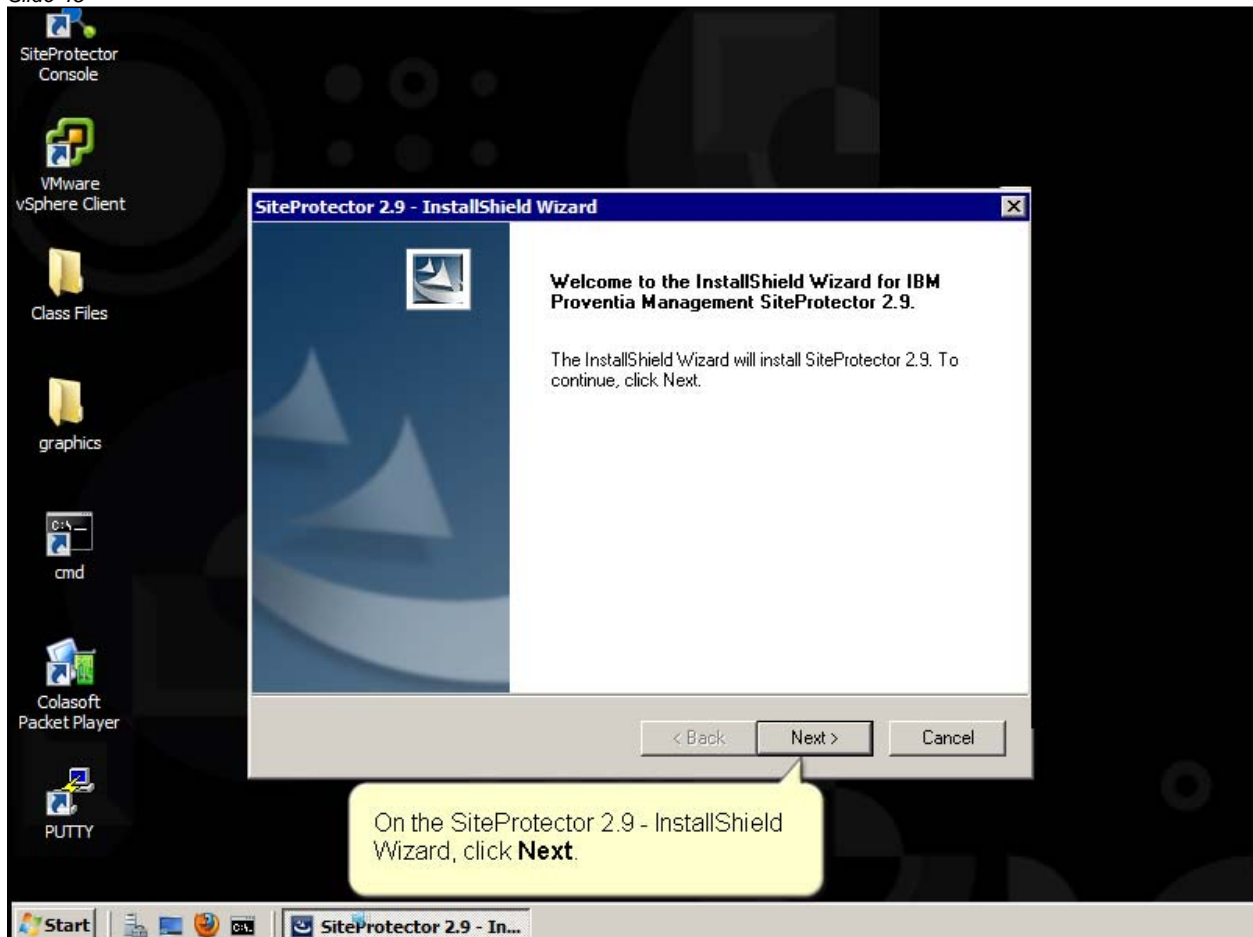 SiteProtector
Console
VMware
vSphere Client
Class Files
graphics
C:\
cmd
Colasoft
Packet Player
PUTTY
SiteProtector 2.9 - InstallShield Wizard
Welcome to the InstallShield Wizard for IBM
Proventia Management SiteProtector 2.9.
The InstallShield Wizard will install SiteProtector 2.9. To
continue, click Next.
< Back
Next >
Cancel
On the SiteProtector 2.9 - InstallShield
Wizard, click Next.
Start
SiteProtector 2.9 - In...